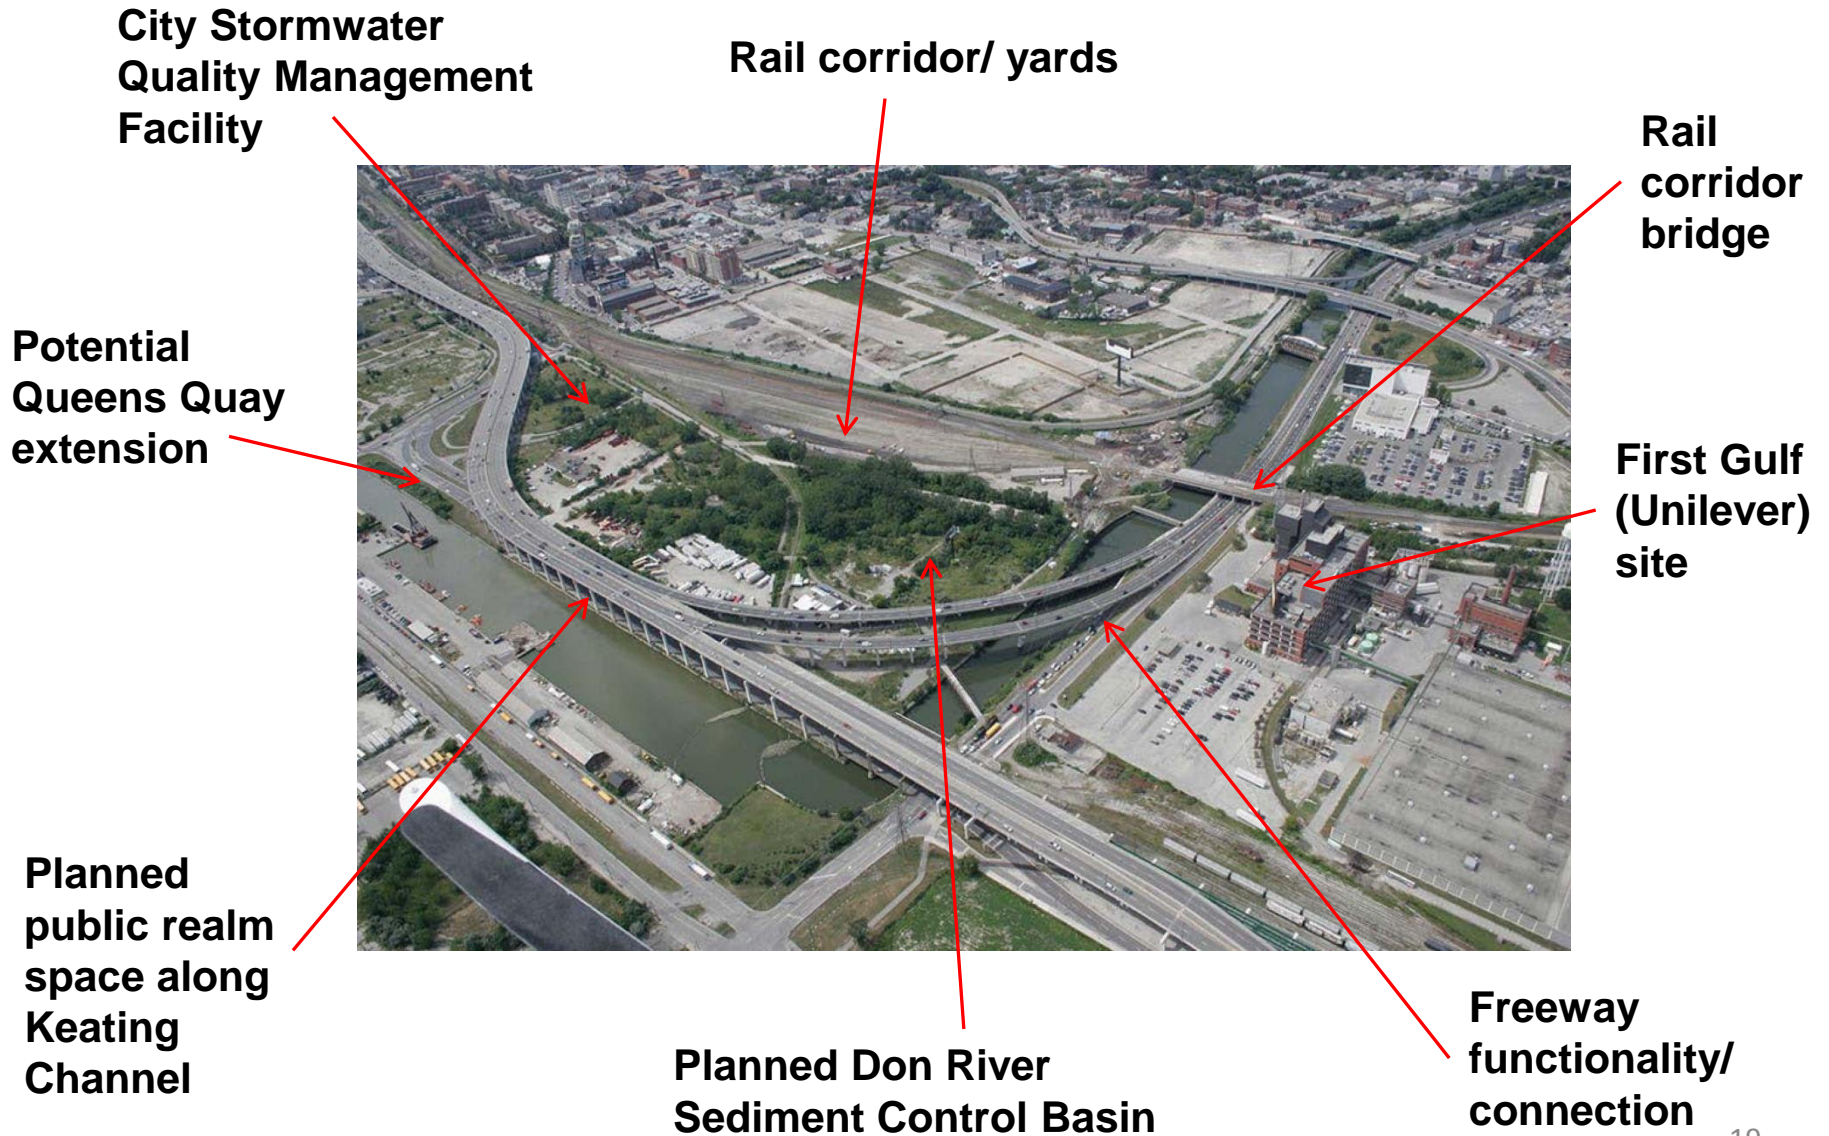 City Stormwater
Quality Management
Facility
Rail corridor/ yards
Rail
corridor
bridge
Potential
Queens Quay
extension
First Gulf
(Unilever)
site
Planned
public realm
space along
Keating
Channel
Planned Don River
Sediment Control Basin
Freeway
functionality/
connection